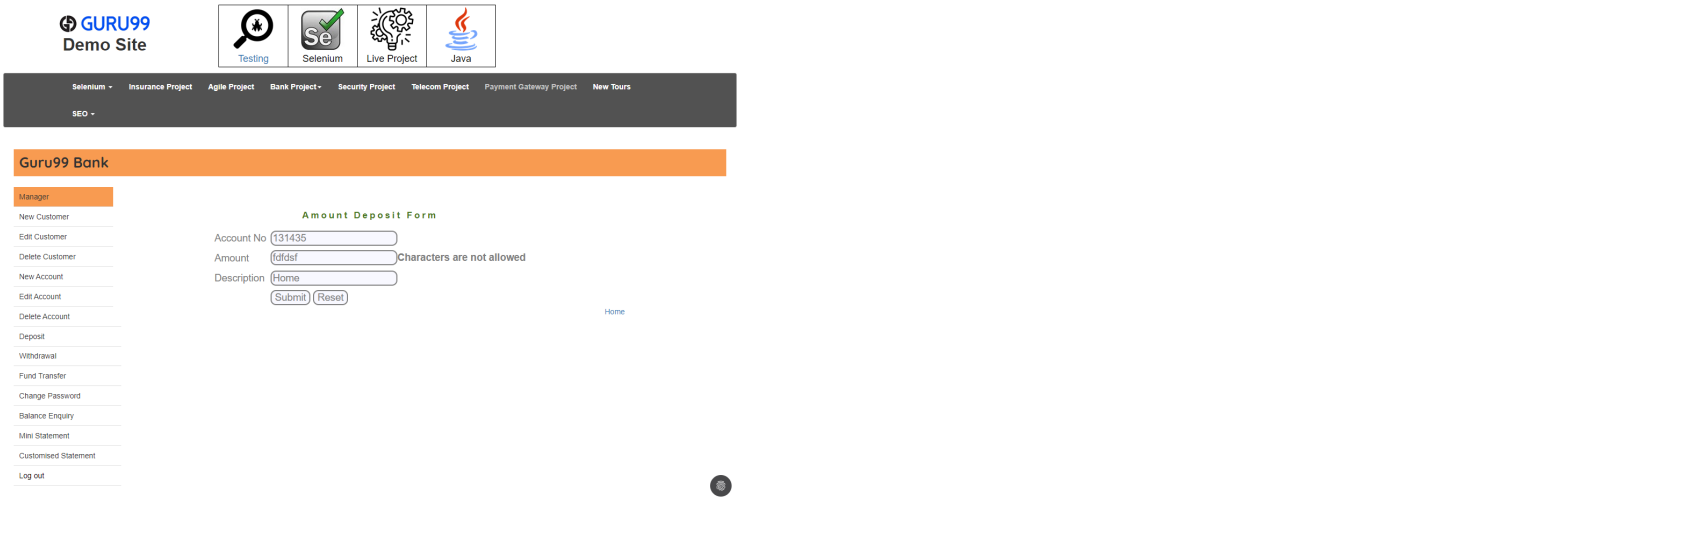 GURU99
Demo Site
Testing
Selenium
Live Project
Java
Selenium Insurance Project Agile Project Bank Project Security Project Telecom Project Payment Gateway Project New Tours
SEO
Guru99 Bank
Manager
New Customer
Edit Customer
Delete Customer
New Account
Edit Account
Delete Account
Deposit
Withdrawal
Fund Transfer
Change Password
Balance Enquiry
Mini Statement
Customised Statement
Log out
Amount Deposit Form
Account No 131435
Amount fdfdsf Characters are not allowed
Description Home
Submit Reset
Home